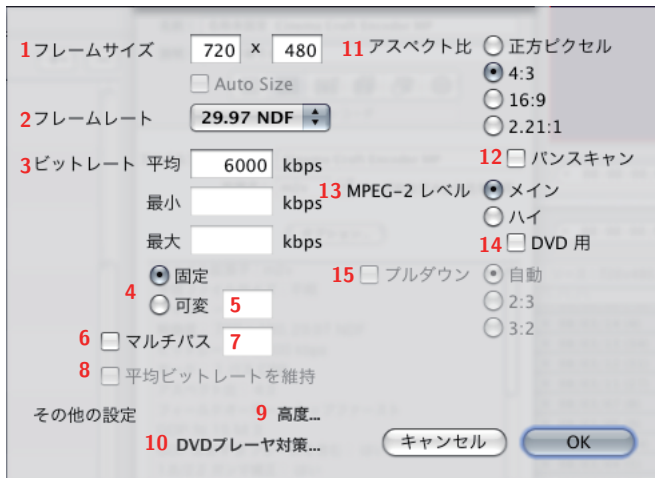 1 フレームサイズ 720 x 480
Auto Size
2 フレームレート 29.97 NDF
3 ビットレート 平均 6000 kbps
最小 kbps
最大 kbps
4 固定
可変 5
6 マルチパス 7
8 平均ビットレートを維持
その他の設定 9 高度...
10 DVDプレーヤ対策...
11 アスペクト比 正方ピクセル
4:3
16:9
2.21:1
12 パンスキャン
13 MPEG-2 レベル メイン
ハイ
14 DVD 用
15 プルダウン 自動
2:3
3:2
キャンセル OK